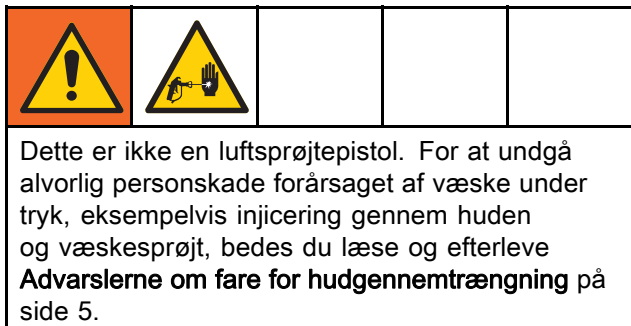 Dette er ikke en luftsprøjtepistol. For at undgå
alvorlig personskade forårsaget af væske under
tryk, eksempelvis injicering gennem huden
og væskesprøjt, bedes du læse og efterleve
Advarslerne om fare for hudgennemtrængning på
side 5.